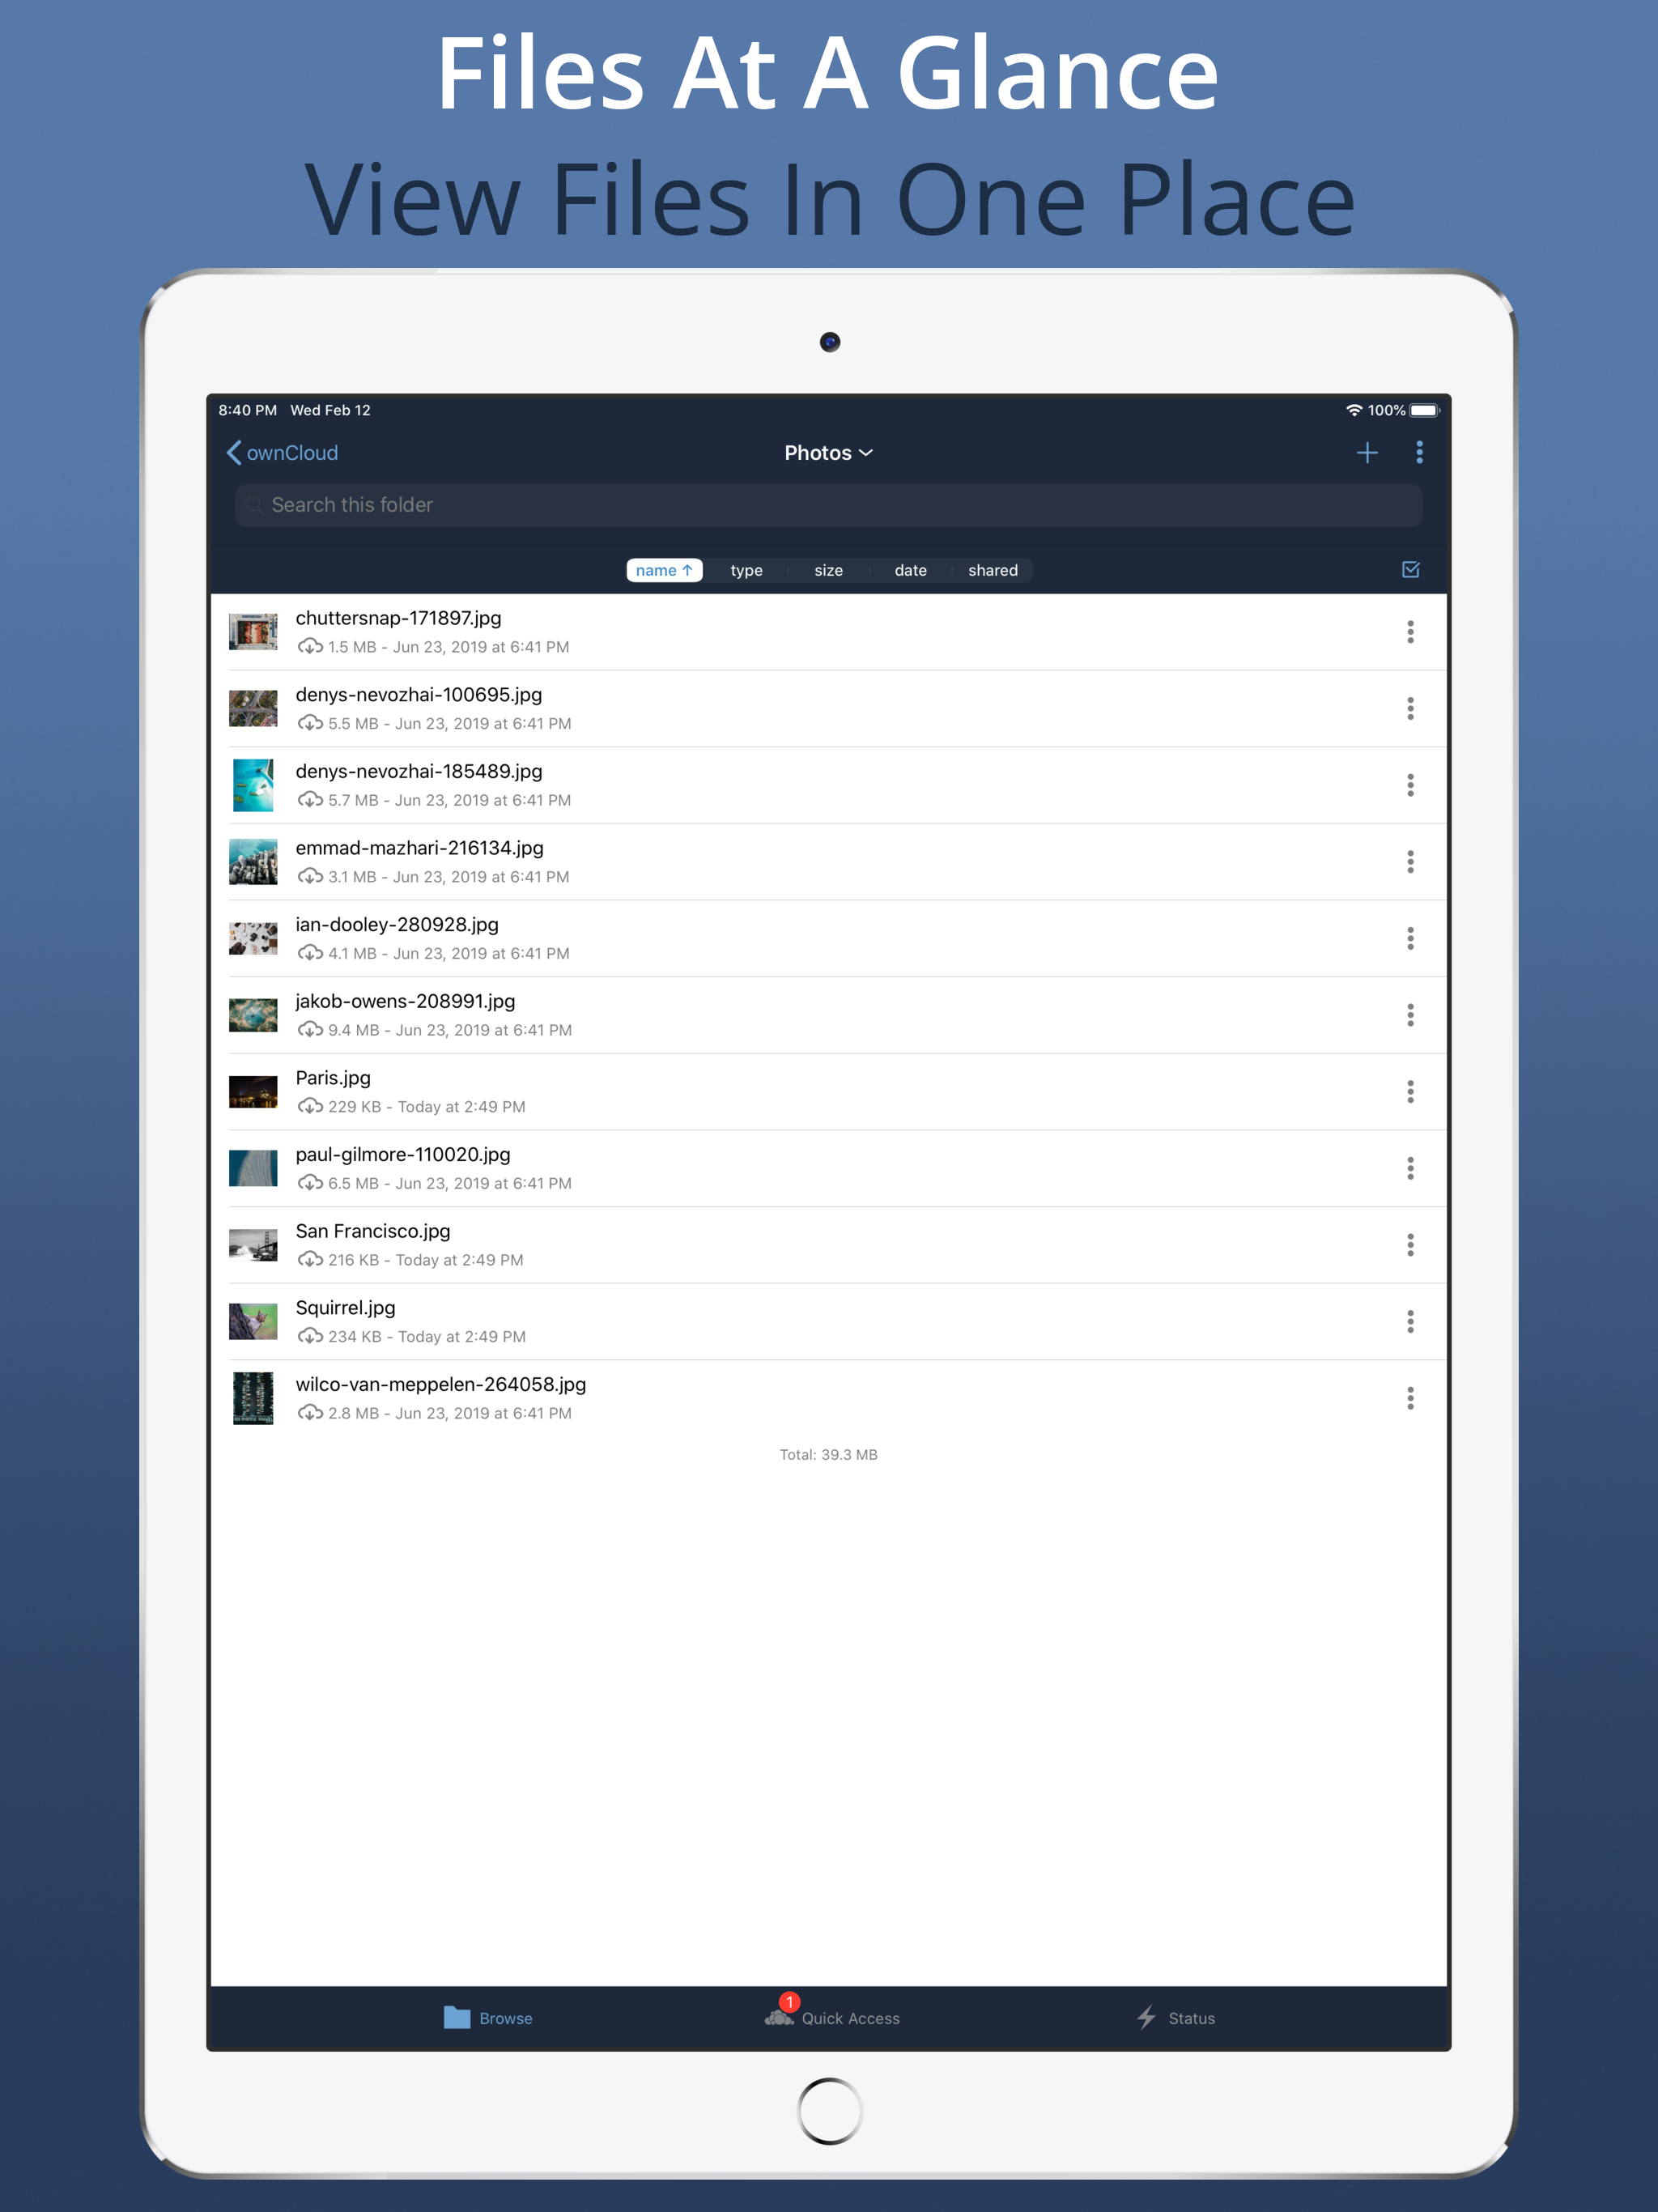 Files At A Glance
View Files In One Place
8:40 PM Wed Feb 12 100%
ownCloud Photos
Search this folder
name ↑ type size date shared
chuttersnap-171897.jpg
1.5 MB - Jun 23, 2019 at 6:41 PM
denys-nevozhai-100695.jpg
5.5 MB - Jun 23, 2019 at 6:41 PM
denys-nevozhai-185489.jpg
5.7 MB - Jun 23, 2019 at 6:41 PM
emmad-mazhari-216134.jpg
3.1 MB - Jun 23, 2019 at 6:41 PM
ian-dooley-280928.jpg
4.1 MB - Jun 23, 2019 at 6:41 PM
jakob-owens-208991.jpg
9.4 MB - Jun 23, 2019 at 6:41 PM
Paris.jpg
229 KB - Today at 2:49 PM
paul-gilmore-110020.jpg
6.5 MB - Jun 23, 2019 at 6:41 PM
San Francisco.jpg
216 KB - Today at 2:49 PM
Squirrel.jpg
234 KB - Today at 2:49 PM
wilco-van-meppelen-264058.jpg
2.8 MB - Jun 23, 2019 at 6:41 PM
Total: 39.3 MB
Browse 1 Quick Access Status